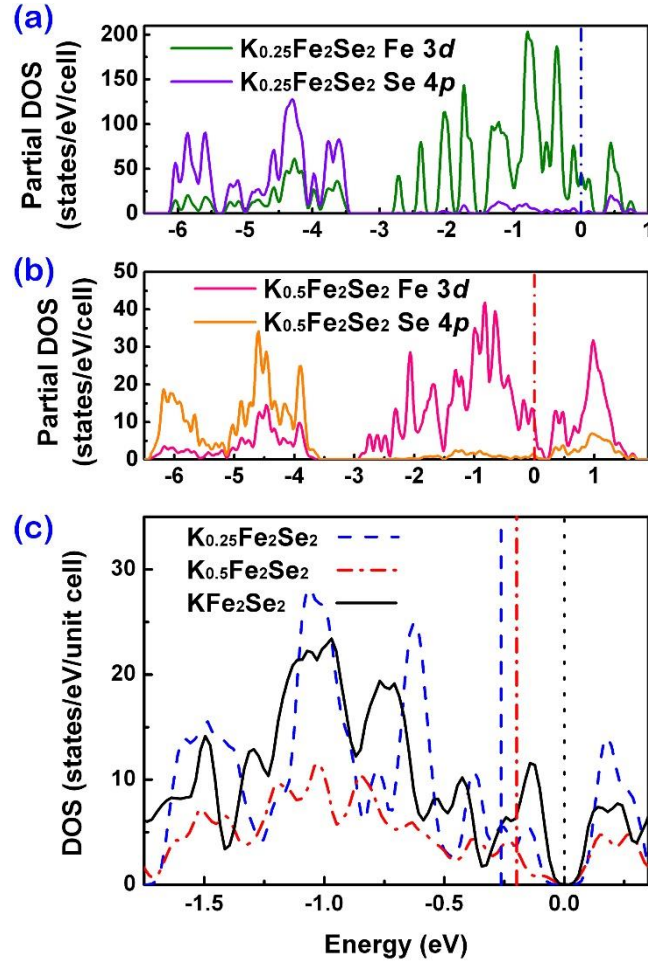 (a)
Partial DOS
(states/eV/cell)
200
150
100
50
0
K0.25Fe2Se2 Fe 3d
K0.25Fe2Se2 Se 4p
-6 -5 -4 -3 -2 -1 0 1
(b)
Partial DOS
(states/eV/cell)
50
40
30
20
10
0
K0.5Fe2Se2 Fe 3d
K0.5Fe2Se2 Se 4p
-6 -5 -4 -3 -2 -1 0 1
(c)
DOS (states/eV/unit cell)
30
20
10
0
K0.25Fe2Se2
K0.5Fe2Se2
KFe2Se2
-1.5 -1.0 -0.5 0.0
Energy (eV)